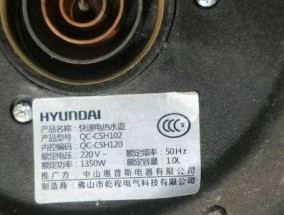 HYUNDAI
产品名称:快速电热水壶
产品型号:QC-CSH102
内控编码:QC-CSH120
额定电压:220V~ 额定频率:50Hz
额定功率:1350W 额定容量:1.0L
推广方:中山惠普斯电器有限公司
制造商:佛山市乾程电气科技有限公司
CCC